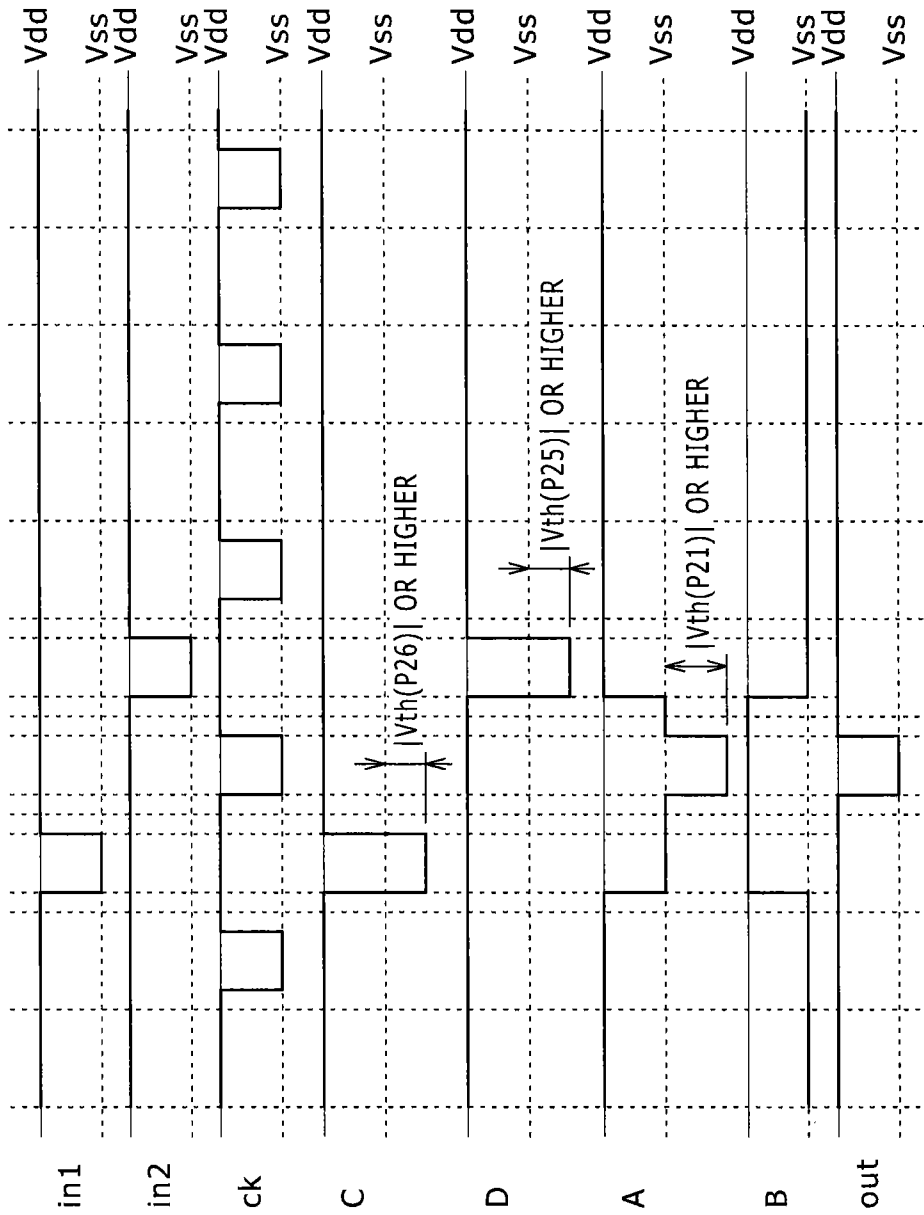 in1
Vdd
Vss
in2
Vdd
Vss
ck
Vdd
Vss
C
Vdd
Vss
|Vth(P26)| OR HIGHER
D
Vdd
Vss
|Vth(P25)| OR HIGHER
A
Vdd
Vss
|Vth(P21)| OR HIGHER
B
Vdd
Vss
out
Vdd
Vss